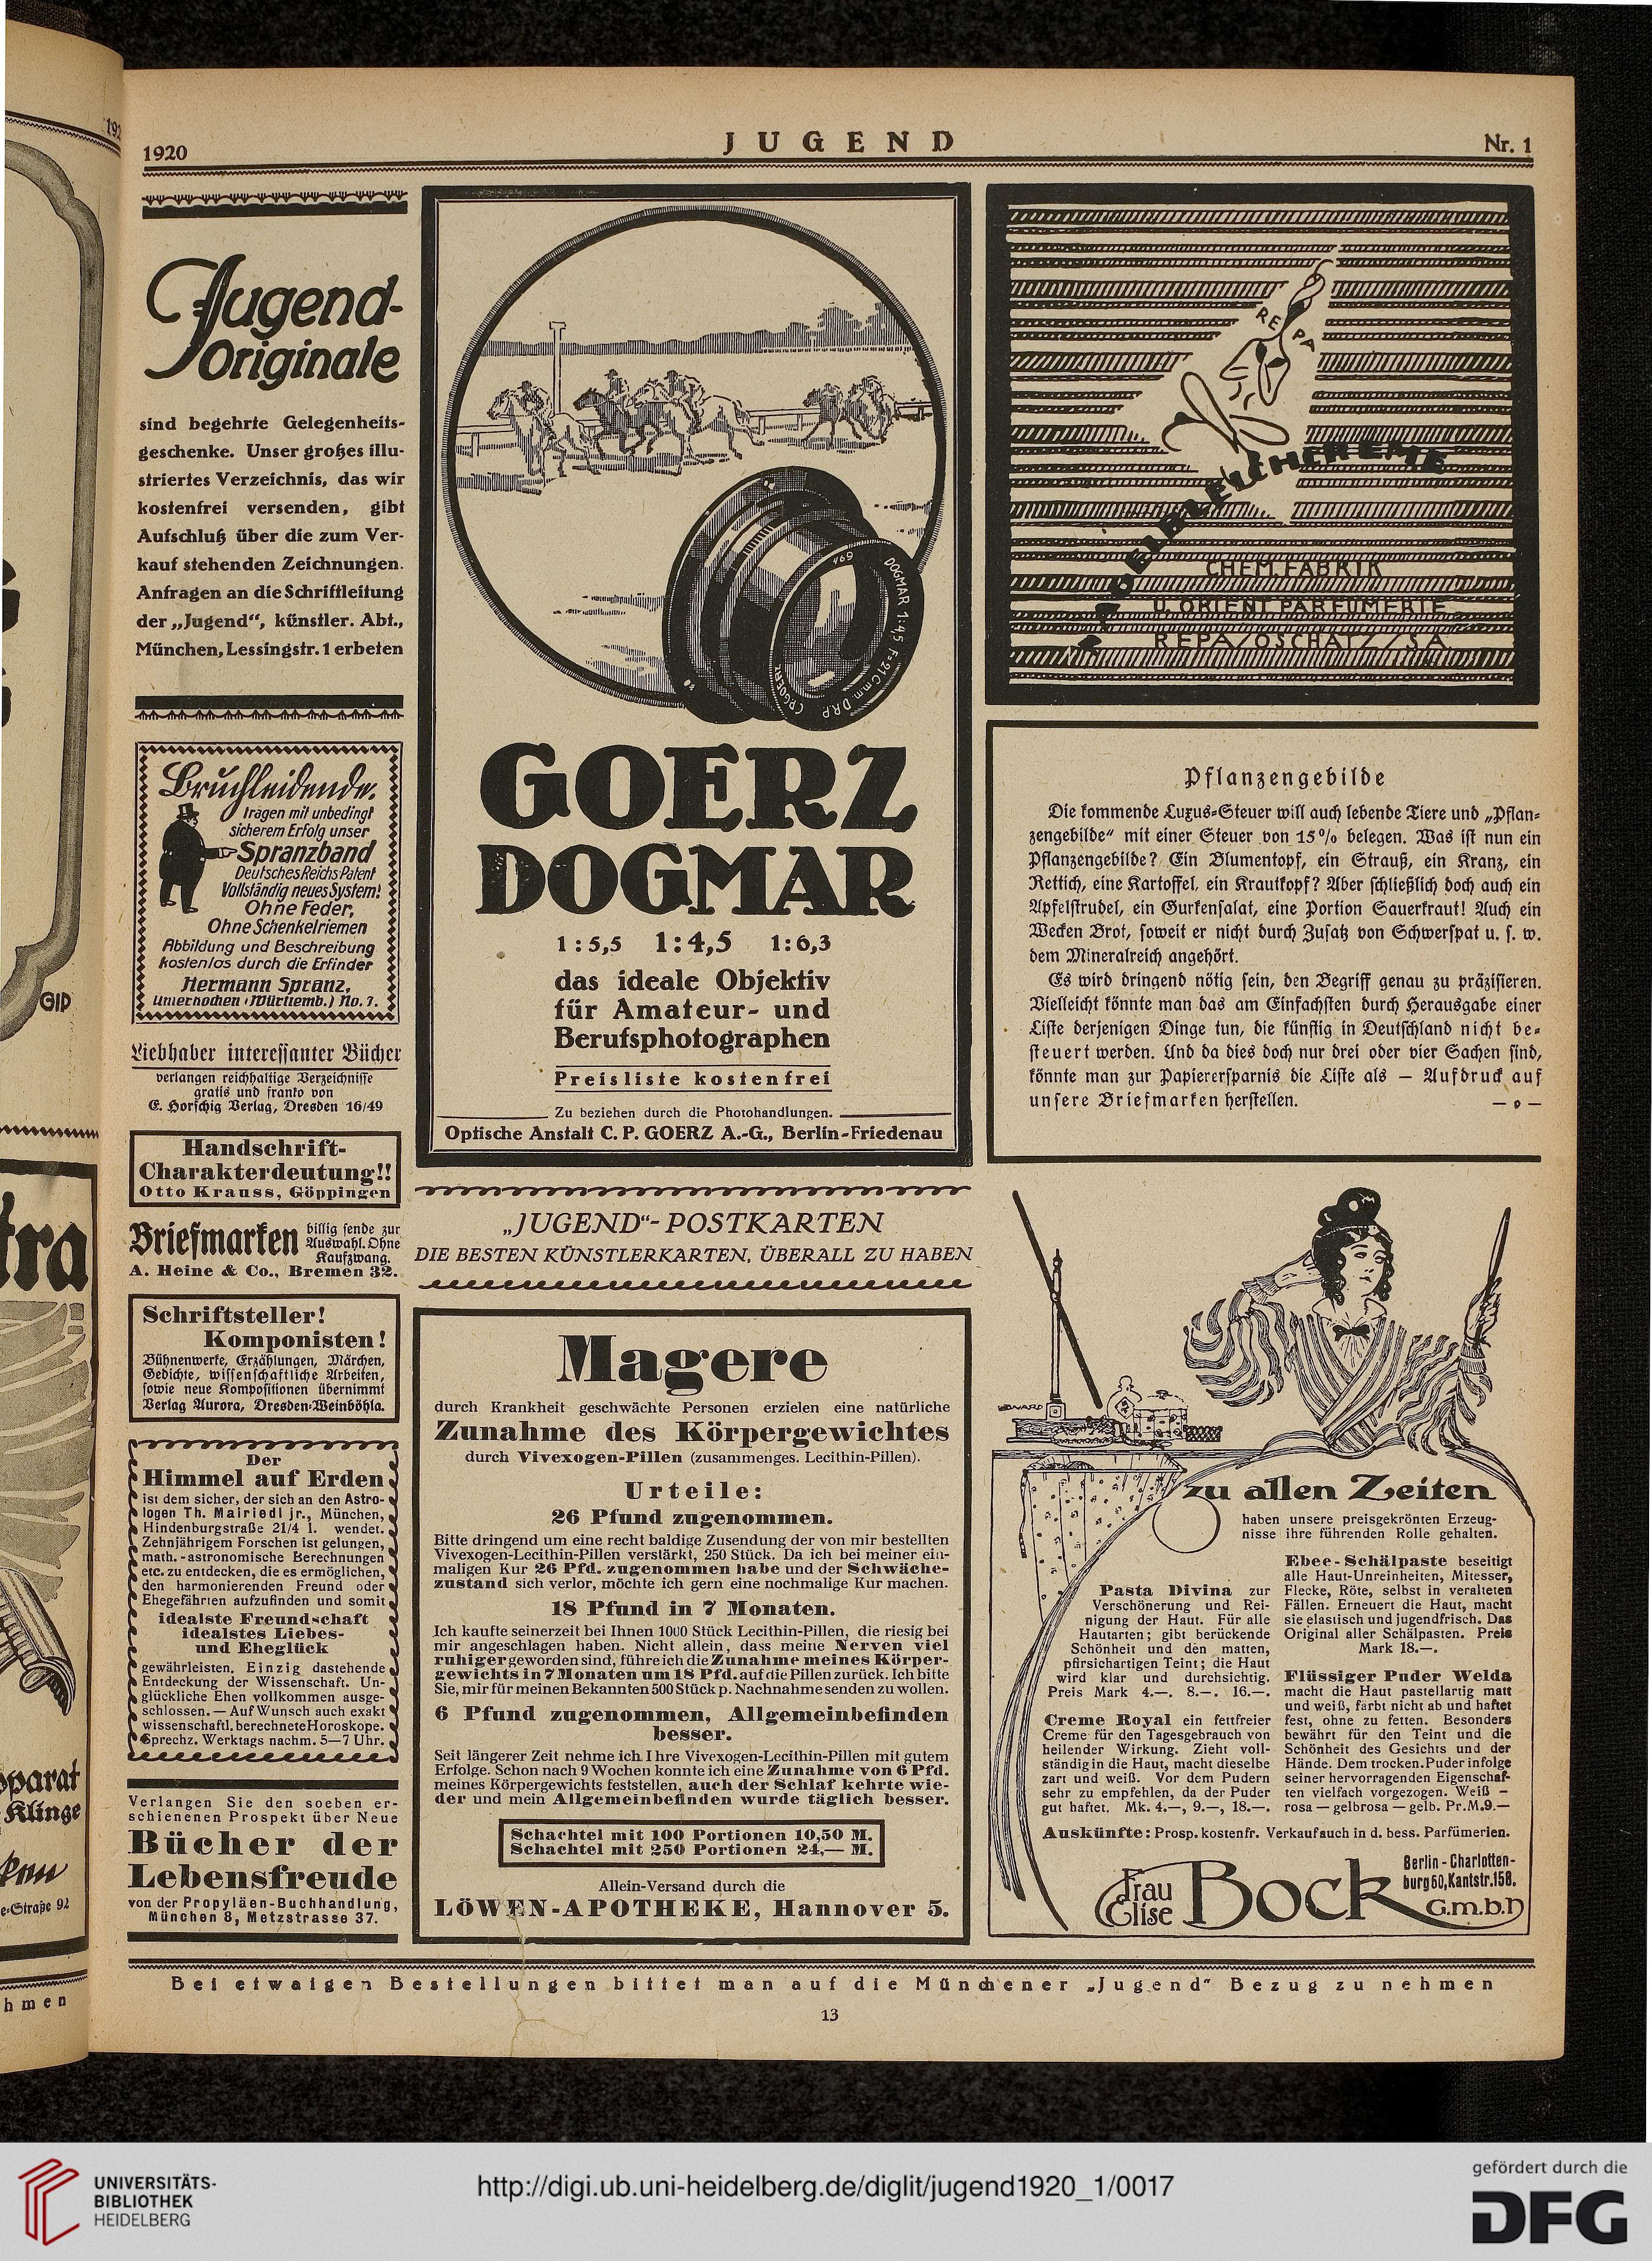 1920
JUGEND
Nr. 1
Jugend-
Originale
sind begehrte Gelegenheits-
geschenke. Unser großes illu-
striertes Verzeichnis, das wir
kostenfrei versenden, gibt
Aufschluß über die zum Ver-
kauf stehenden Zeichnungen.
Anfragen an die Schriftleitung
der „Jugend“, künstler. Abt.,
München, Lessingstr. 1 erbeten
Bruchleidende
tragen mit unbedingt
sicherem Erfolg unser
Spranzband
Deutsches Reichs Patent
Vollständig neues System!
Ohne Feder,
Ohne Schenkelriemen
Abbildung und Beschreibung
kostenlos durch die Erfinder
Hermann Spranz,
Unterkochen (Württemb.) No. 7.
Liebhaber interessanter Bücher
verlangen reichhaltige Verzeichnisse
gratis und franko von
E. Horschig Verlag, Dresden 16/49
Handschrift-
Charakterdeutung!!
Otto Krauss, Göppingen
Briefmarken
billig sende zur
Auswahl. Ohne
Kaufzwang.
A. Heine & Co., Bremen 32.
Schriftsteller!
Komponisten!
Bühnenwerke, Erzählungen, Märchen,
Gedichte, wissenschaftliche Arbeiten,
sowie neue Kompositionen übernimmt
Verlag Aurora, Dresden-Weinböhla.
Der
Himmel auf Erden
ist dem sicher, der sich an den Astro-
logen Th. Mairiedl jr., München,
Hindenburgstraße 21/4 l. wendet.
Zehnjährigem Forschen ist gelungen,
math.-astronomische Berechnungen
etc. zu entdecken, die es ermöglichen,
den harmonierenden Freund oder
Ehegefährten aufzufinden und somit
idealste Freundschaft
idealstes Liebes-
und Eheglück
gewährleisten. Einzig dastehende
Entdeckung der Wissenschaft. Un-
glückliche Ehen vollkommen ausge-
schlossen. — Auf Wunsch auch exakt
wissenschaftl. berechnete Horoskope.
Sprechz. Werktags nachm. 5—7 Uhr.
Verlangen Sie den soeben er-
schienenen Prospekt über Neue
Bücher der
Lebensfreude
von der Propyläen-Buchhandlung,
München 8, Metzstrasse 37.
469 DOGMAR 1:4,5 F=21Cmm. D.R.P. C.P. GOERZ
GOERZ
DOGMAR
1:5,5 1:4,5 1:6,3
das ideale Objektiv
für Amateur- und
Berufsphotographen
Preisliste kostenfrei
Zu beziehen durch die Photohandlungen.
Optische Anstalt C. P. GOERZ A.-G., Berlin-Friedenau
„JUGEND“-POSTKARTEN
DIE BESTEN KÜNSTLERKARTEN, ÜBERALL ZU HABEN
Magere
durch Krankheit geschwächte Personen erzielen eine natürliche
Zunahme des Körpergewichtes
durch Vivexogen-Pillen (zusammenges. Lecithin-Pillen).
Urteile:
26 Pfund zugenommen.
Bitte dringend um eine recht baldige Zusendung der von mir bestellten
Vivexogen-Lecithin-Pillen verstärkt, 250 Stück. Da ich bei meiner ein-
maligen Kur 26 Pfd. zugenommen habe und der Schwäche-
zustand sich verlor, möchte ich gern eine nochmalige Kur machen.
18 Pfund in 7 Monaten.
Ich kaufte seinerzeit bei Ihnen 1000 Stück Lecithin-Pillen, die riesig bei
mir angeschlagen haben. Nicht allein, dass meine Nerven viel
ruhiger geworden sind, führe ich die Zunahme meines Körper-
gewichts in 7 Monaten um 18 Pfd. auf die Pillen zurück. Ich bitte
Sie, mir für meinen Bekannten 500 Stück p. Nachnahme senden zu wollen.
6 Pfund zugenommen, Allgemeinbefinden
besser.
Seit längerer Zeit nehme ich Ihre Vivexogen-Lecithin-Pillen mit gutem
Erfolge. Schon nach 9 Wochen konnte ich eine Zunahme von 6 Pfd.
meines Körpergewichts feststellen, auch der Schlaf kehrte wie-
der und mein Allgemeinbefinden wurde täglich besser.
Schachtel mit 100 Portionen 10,50 M.
Schachtel mit 250 Portionen 24,— M.
Allein-Versand durch die
LÖWEN-APOTHEKE, Hannover 5.
REPA
NAGELBLEICHCREME
CHEM. FABRIK
U. ORIENT PARFUMERIE
REPA/OSCHATZ/SA
Pflanzengebilde
Die kommende Luxus-Steuer will auch lebende Tiere und „Pflan-
zengebilde“ mit einer Steuer von 15 % belegen. Was ist nun ein
Pflanzengebilde? Ein Blumentopf, ein Strauß, ein Kranz, ein
Rettich, eine Kartoffel, ein Krautkopf? Aber schließlich doch auch ein
Apfelstrudel, ein Gurkensalat, eine Portion Sauerkraut! Auch ein
Wecken Brot, soweit er nicht durch Zusatz von Schwerspat u. s. w.
dem Mineralreich angehört.
Es wird dringend nötig sein, den Begriff genau zu präzisieren.
Vielleicht könnte man das am Einfachsten durch Herausgabe einer
Liste derjenigen Dinge tun, die künftig in Deutschland nicht be-
steuert werden. Und da dies doch nur drei oder vier Sachen sind,
könnte man zur Papierersparnis die Liste als — Aufdruck auf
unsere Briefmarken herstellen.
— o —
zu allen Zeiten
haben unsere preisgekrönten Erzeug-
nisse ihre führenden Rolle gehalten.
Pasta Divina zur
Verschönerung und Rei-
nigung der Haut. Für alle
Hautarten; gibt berückende
Schönheit und den matten,
pfirsichartigen Teint; die Haut
wird klar und durchsichtig.
Preis Mark 4.—. 8.—. 16.—.
Creme Royal ein fettfreier
Creme für den Tagesgebrauch von
heilender Wirkung. Zieht voll-
ständig in die Haut, macht dieselbe
zart und weiß. Vor dem Pudern
sehr zu empfehlen, da der Puder
gut haftet. Mk. 4.—, 9.—, 18.—.
Ebee-Schälpaste beseitigt
alle Haut-Unreinheiten, Mitesser,
Flecke, Röte, selbst in veralteten
Fällen. Erneuert die Haut, macht
sie elastisch und jugendfrisch. Das
Original aller Schälpasten. Preis
Mark 18.—.
Flüssiger Puder Welda
macht die Haut pastellartig matt
und weiß, färbt nicht ab und haftet
fest, ohne zu fetten. Besonders
bewährt für den Teint und die
Schönheit des Gesichts und der
Hände. Dem trocken. Puder infolge
seiner hervorragenden Eigenschaf-
ten vielfach vorgezogen. Weiß —
rosa — gelbrosa — gelb. Pr. M. 9.—
Auskünfte: Prosp. kostenfr. Verkauf auch in d. bess. Parfümerien.
Frau
Elise
Bock
G.m.b.H
Berlin-Charlotten-
burg 60, Kantstr. 158.
Bei etwaigen Bestellungen bittet man auf die Münchener „Jugend“ Bezug zu nehmen
13
192
GID
tra
pparat
Klinge
e-Straße 92
hmen
UNIVERSITÄTS-
BIBLIOTHEK
HEIDELBERG
http://digi.ub.uni-heidelberg.de/diglit/jugend1920_1/0017
gefördert durch die
DFG